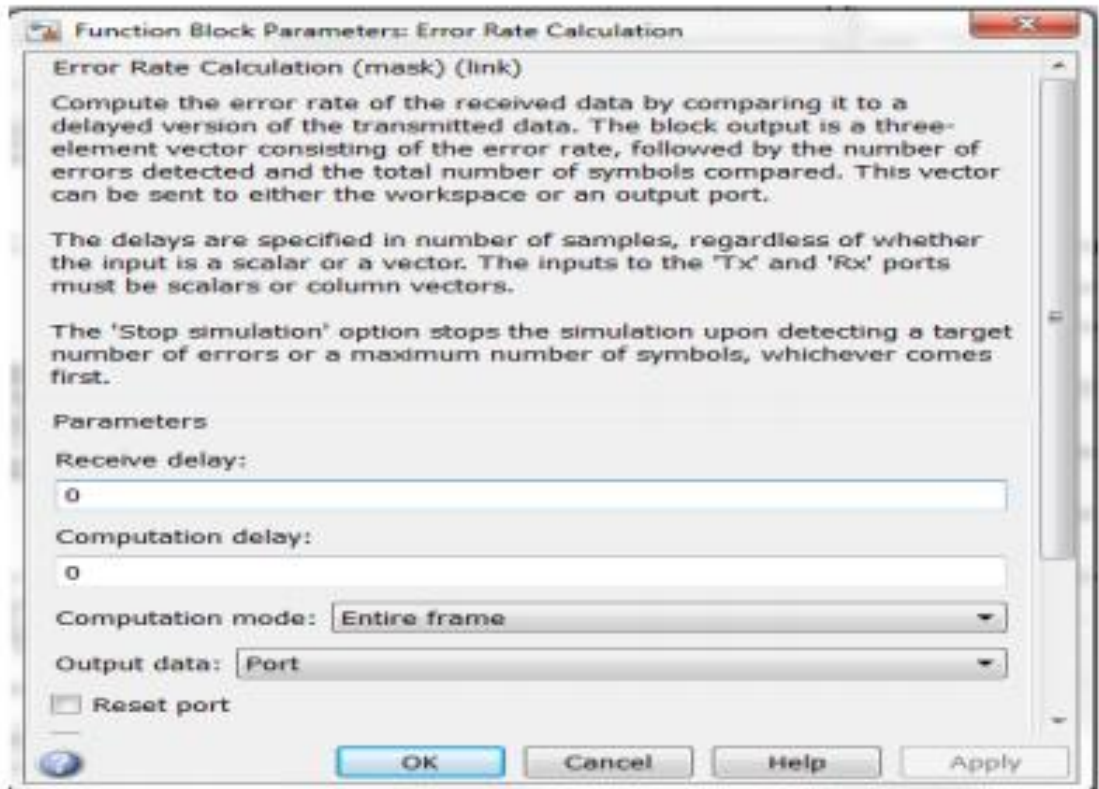 Function Block Parameters: Error Rate Calculation
Error Rate Calculation (mask) (link)
Compute the error rate of the received data by comparing it to a
delayed version of the transmitted data. The block output is a three-
element vector consisting of the error rate, followed by the number of
errors detected and the total number of symbols compared. This vector
can be sent to either the workspace or an output port.
The delays are specified in number of samples, regardless of whether
the input is a scalar or a vector. The inputs to the 'Tx' and 'Rx' ports
must be scalars or column vectors.
The 'Stop simulation' option stops the simulation upon detecting a target
number of errors or a maximum number of symbols, whichever comes
first.
Parameters
Receive delay:
0
Computation delay:
0
Computation mode: Entire frame
Output data: Port
Reset port
OK Cancel Help Apply